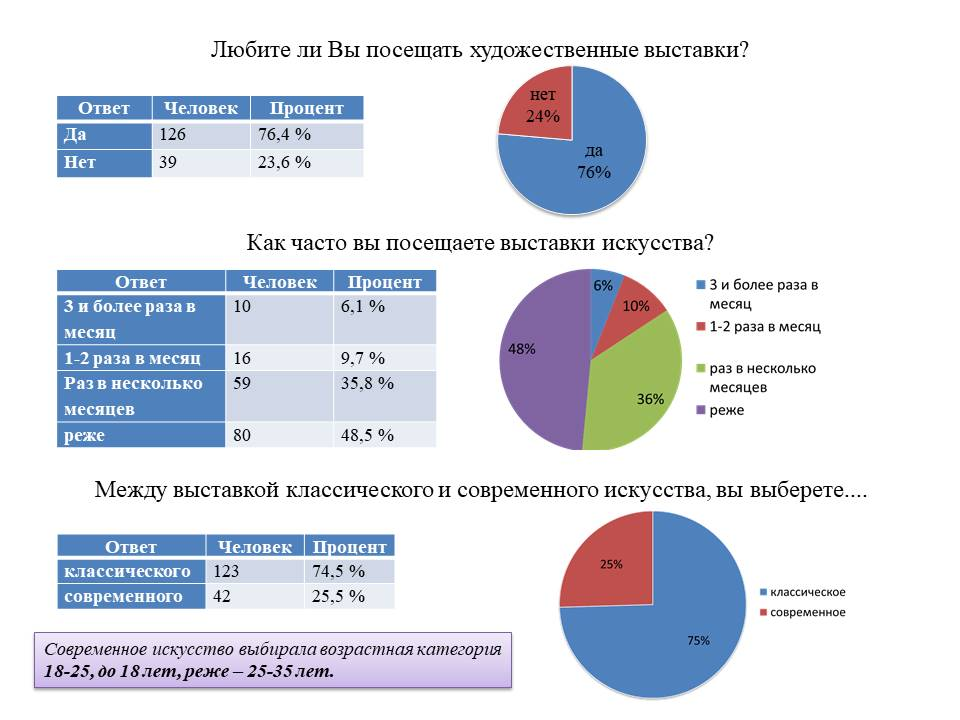 Любите ли Вы посещать художественные выставки?
Ответ Человек Процент
Да 126 76,4 %
Нет 39 23,6 %
нет
24%
да
76%
Как часто вы посещаете выставки искусства?
Ответ Человек Процент
3 и более раза в
месяц
10 6,1 %
1-2 раза в месяц 16 9,7 %
Раз в несколько
месяцев
59 35,8 %
реже 80 48,5 %
6%
10%
36%
48%
3 и более раза в
месяц
1-2 раза в месяц
раз в несколько
месяцев
реже
Между выставкой классического и современного искусства, вы выберете....
Ответ Человек Процент
классического 123 74,5 %
современного 42 25,5 %
25%
75%
классическое
современное
Современное искусство выбирала возрастная категория
18-25, до 18 лет, реже – 25-35 лет.